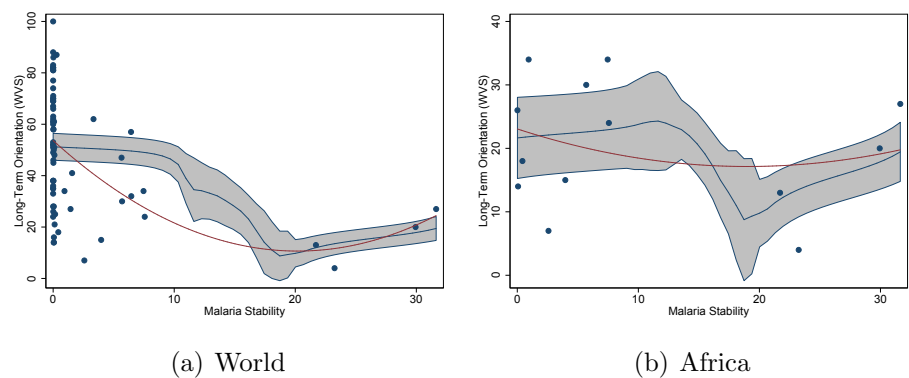 100
80
60
40
20
0
Long-Term Orientation (WVS)
0 10 20 30
Malaria Stability
(a) World
40
30
20
10
0
Long-Term Orientation (WVS)
0 10 20 30
Malaria Stability
(b) Africa